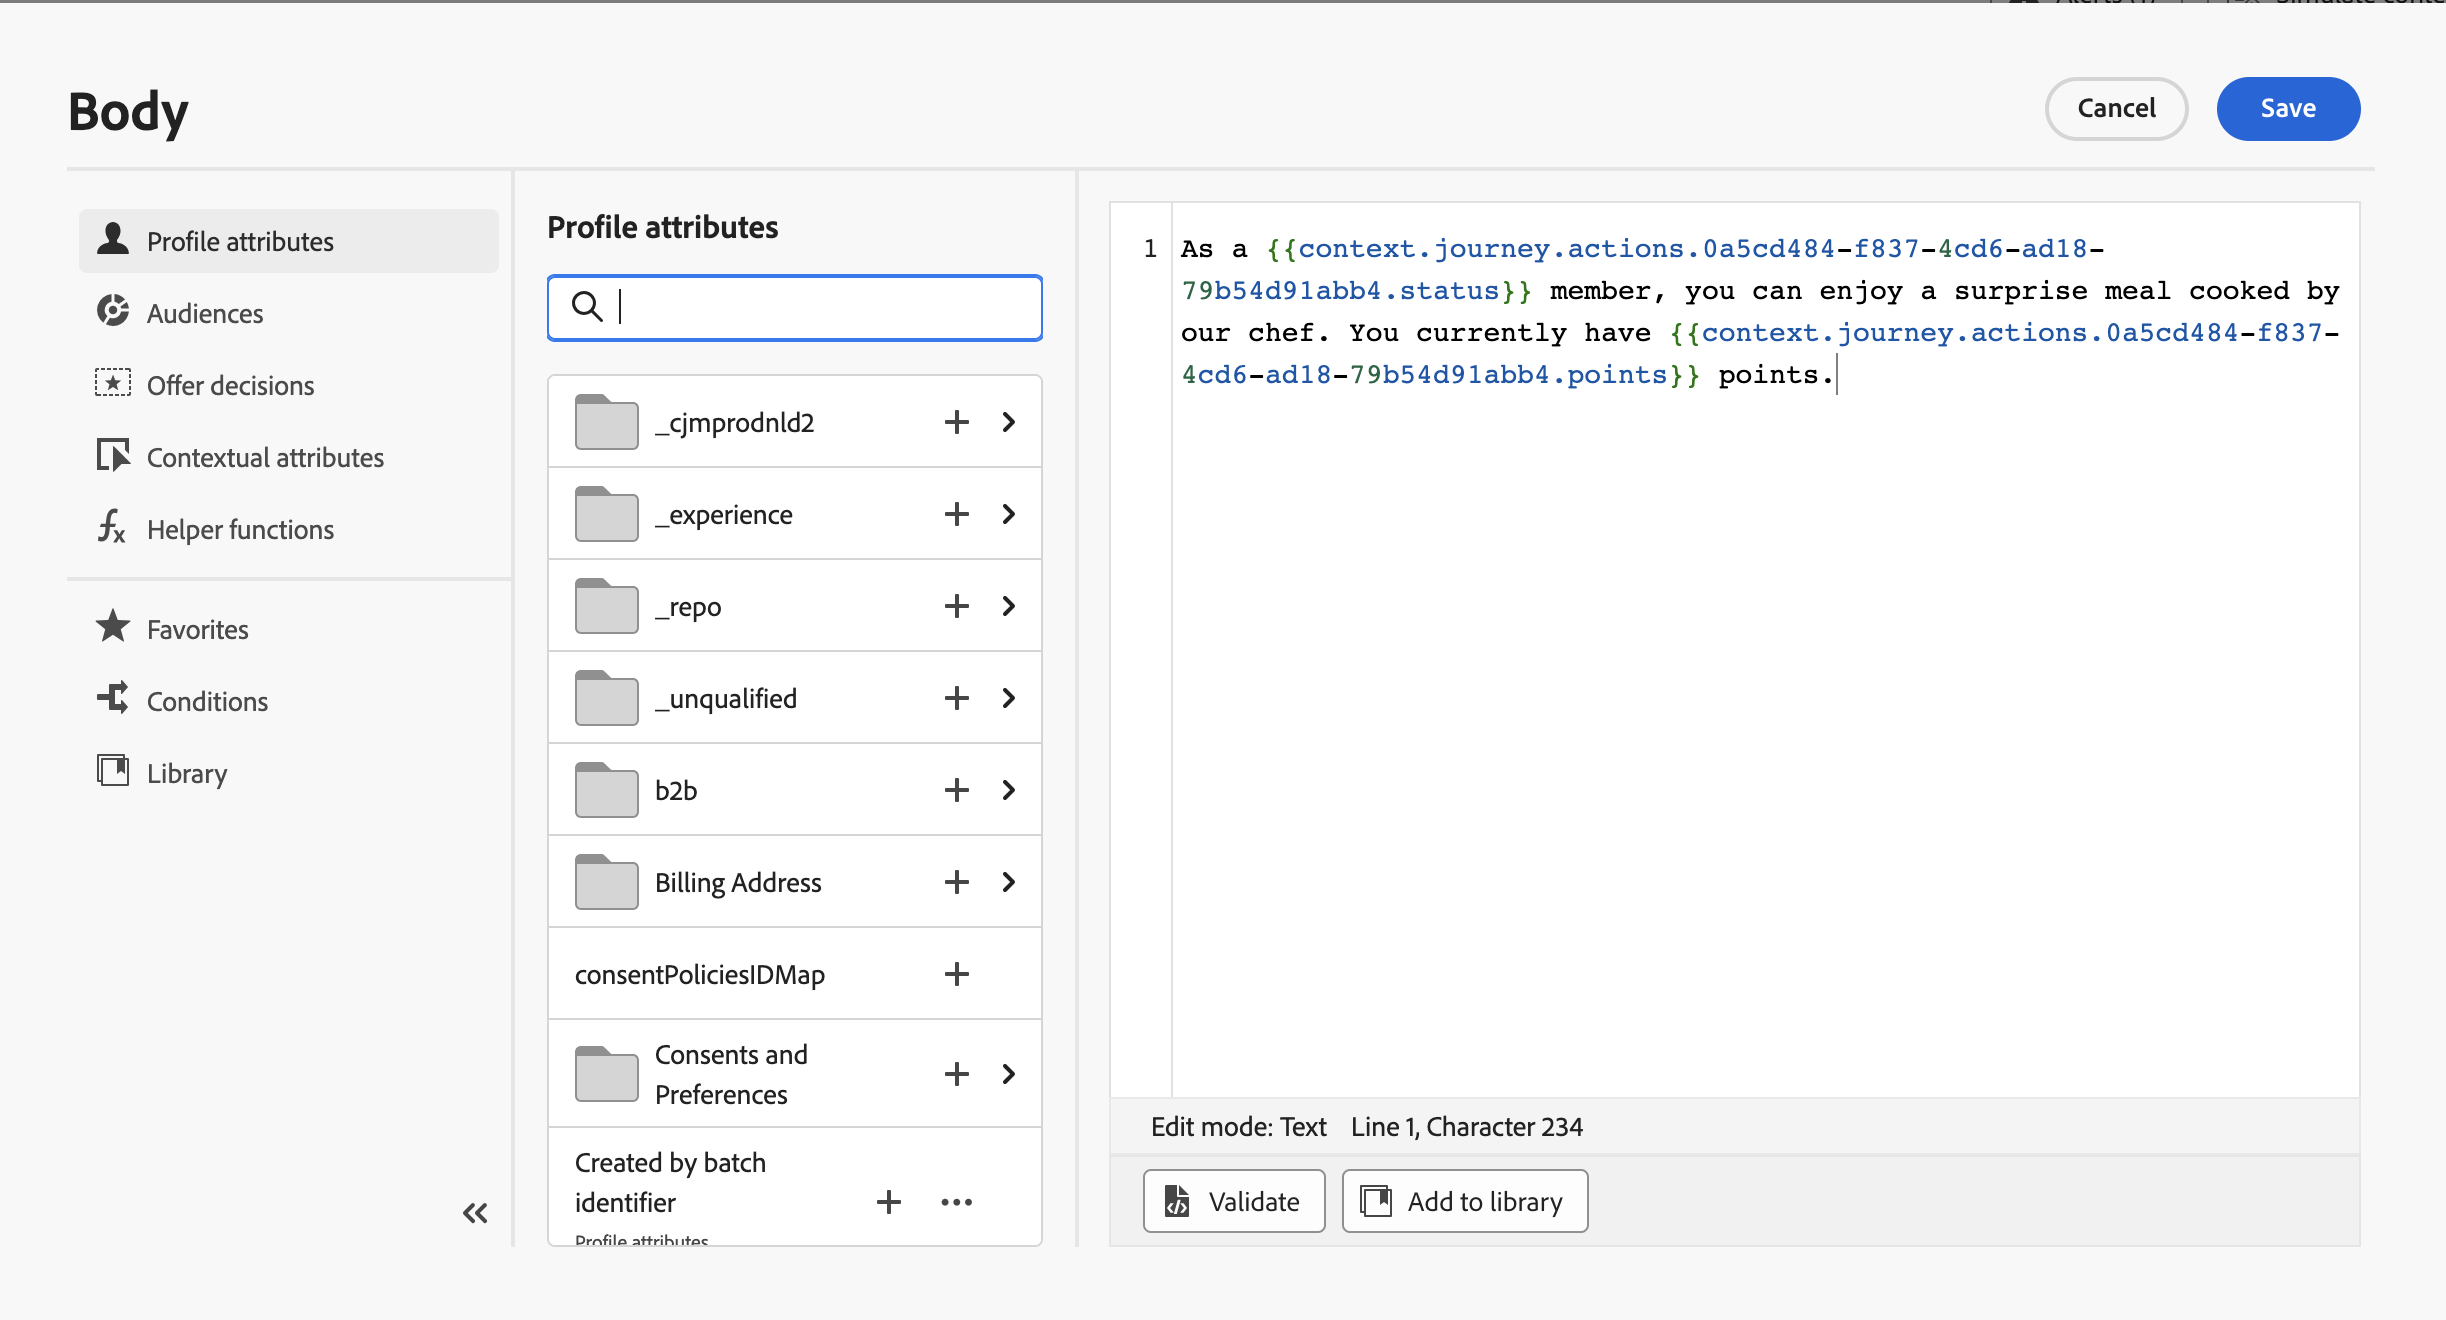 Body
Cancel
Save
Profile attributes
Audiences
Offer decisions
Contextual attributes
Helper functions
Favorites
Conditions
Library
Profile attributes
_cjmprodnld2
_experience
_repo
_unqualified
b2b
Billing Address
consentPoliciesIDMap
Consents and
Preferences
Created by batch
identifier
Profile attributes
1
As a {{context.journey.actions.0a5cd484-f837-4cd6-ad18-
79b54d91abb4.status}} member, you can enjoy a surprise meal cooked by
our chef. You currently have {{context.journey.actions.0a5cd484-f837-
4cd6-ad18-79b54d91abb4.points}} points.
Edit mode: Text Line 1, Character 234
Validate
Add to library